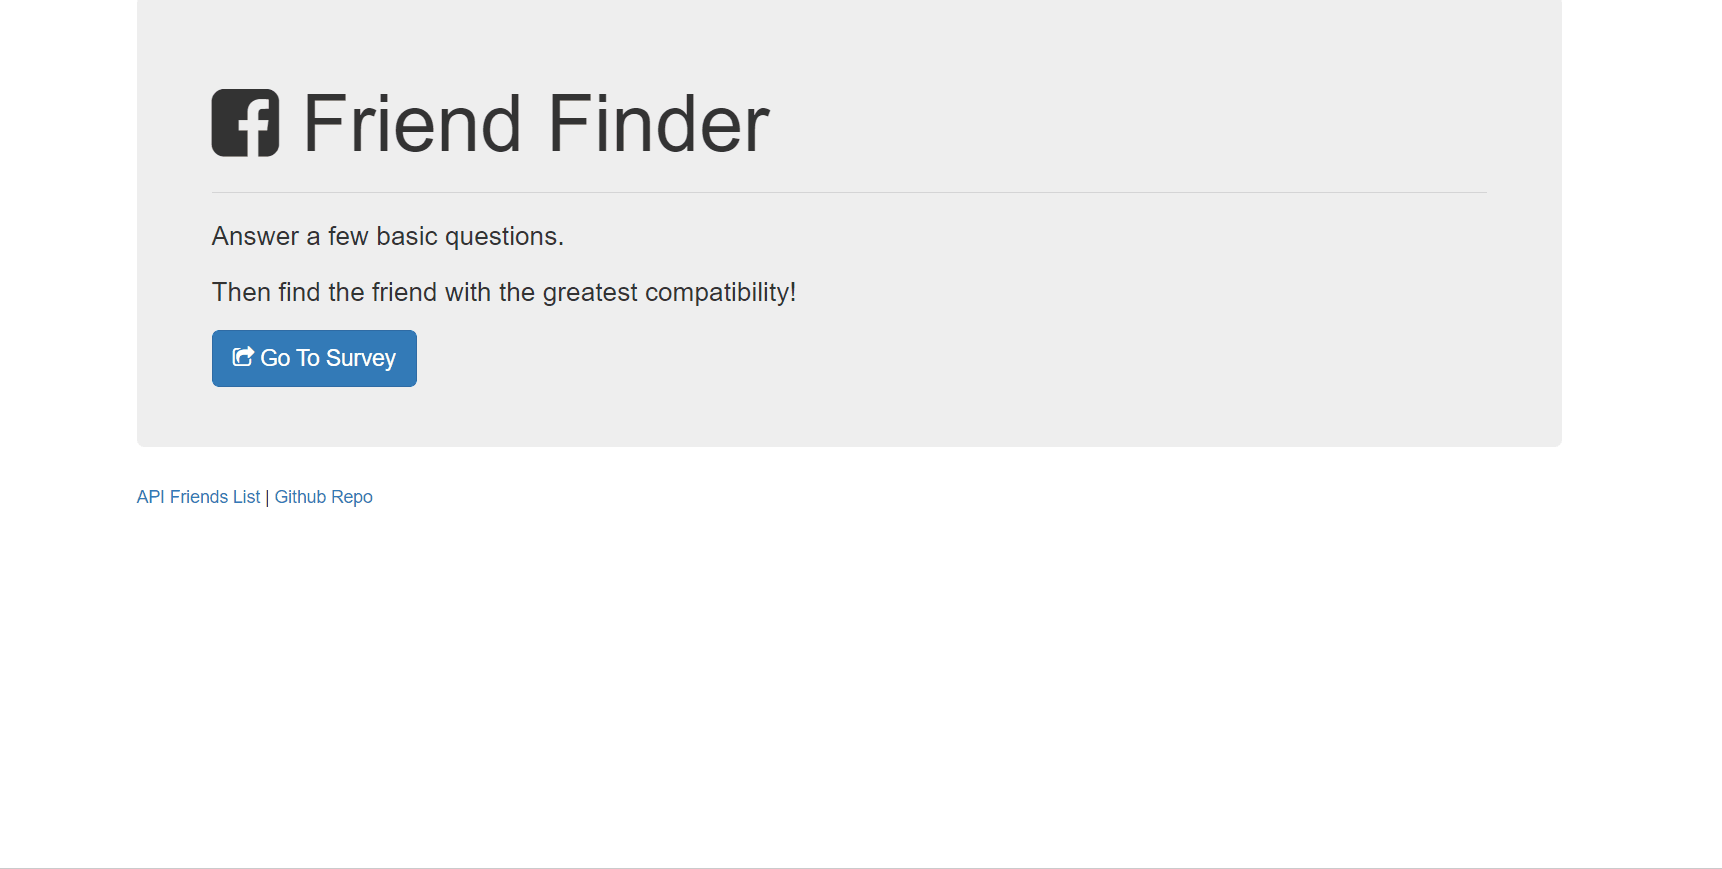 Friend Finder
Answer a few basic questions.
Then find the friend with the greatest compatibility!
Go To Survey
API Friends List | Github Repo